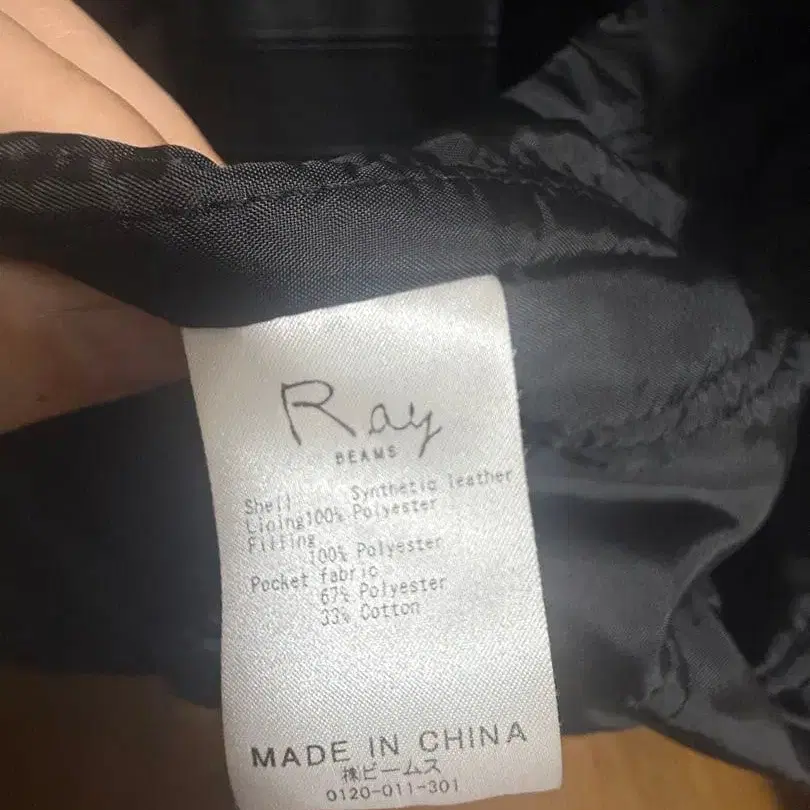 Ray
BEAMS
Shell Synthetic leather
Lining100% Polyester
Filling
100% Polyester
Pocket fabric
67% Polyester
33% Cotton
MADE IN CHINA
㈱ビームス
0120-011-301